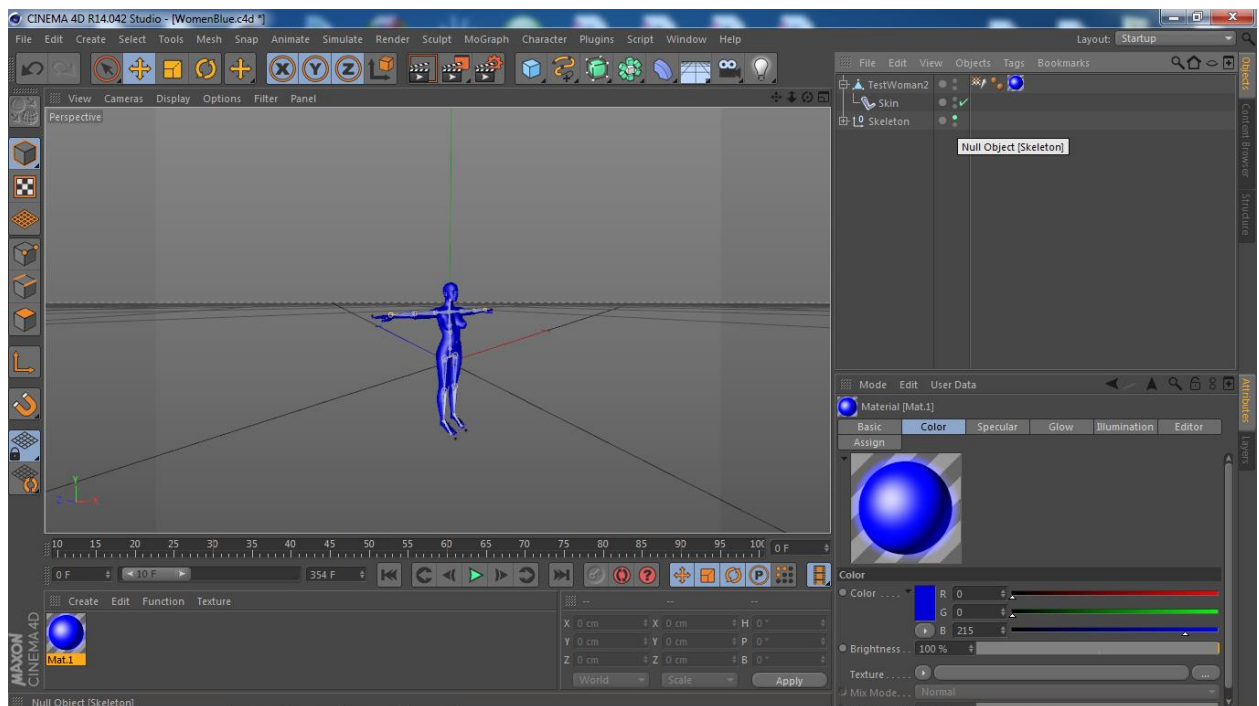 CINEMA 4D R14.042 Studio - [WomenBlue.c4d *]
File Edit Create Select Tools Mesh Snap Animate Simulate Render Sculpt MoGraph Character Plugins Script Window Help
Layout: Startup
X Y Z
File Edit View Objects Tags Bookmarks
View Cameras Display Options Filter Panel
Perspective
TestWoman2
Skin
Skeleton
Null Object [Skeleton]
Objects
Content Browser
Structure
Y
Z X
Mode Edit User Data
Material [Mat.1]
Basic Color Specular Glow Illumination Editor
Assign
Attributes
Layers
10 15 20 25 30 35 40 45 50 55 60 65 70 75 80 85 90 95 100 0 F
0 F 10 F 354 F
P
Create Edit Function Texture
-- -- --
X 0 cm X 0 cm H 0 °
Y 0 cm Y 0 cm P 0 °
Z 0 cm Z 0 cm B 0 °
World Scale Apply
Mat.1
MAXON
CINEMA 4D
Color
Color . . . . R 0
G 0
B 215
Brightness . . 100 %
Texture . . . . . ...
Mix Mode. . . Normal
Null Object [Skeleton]